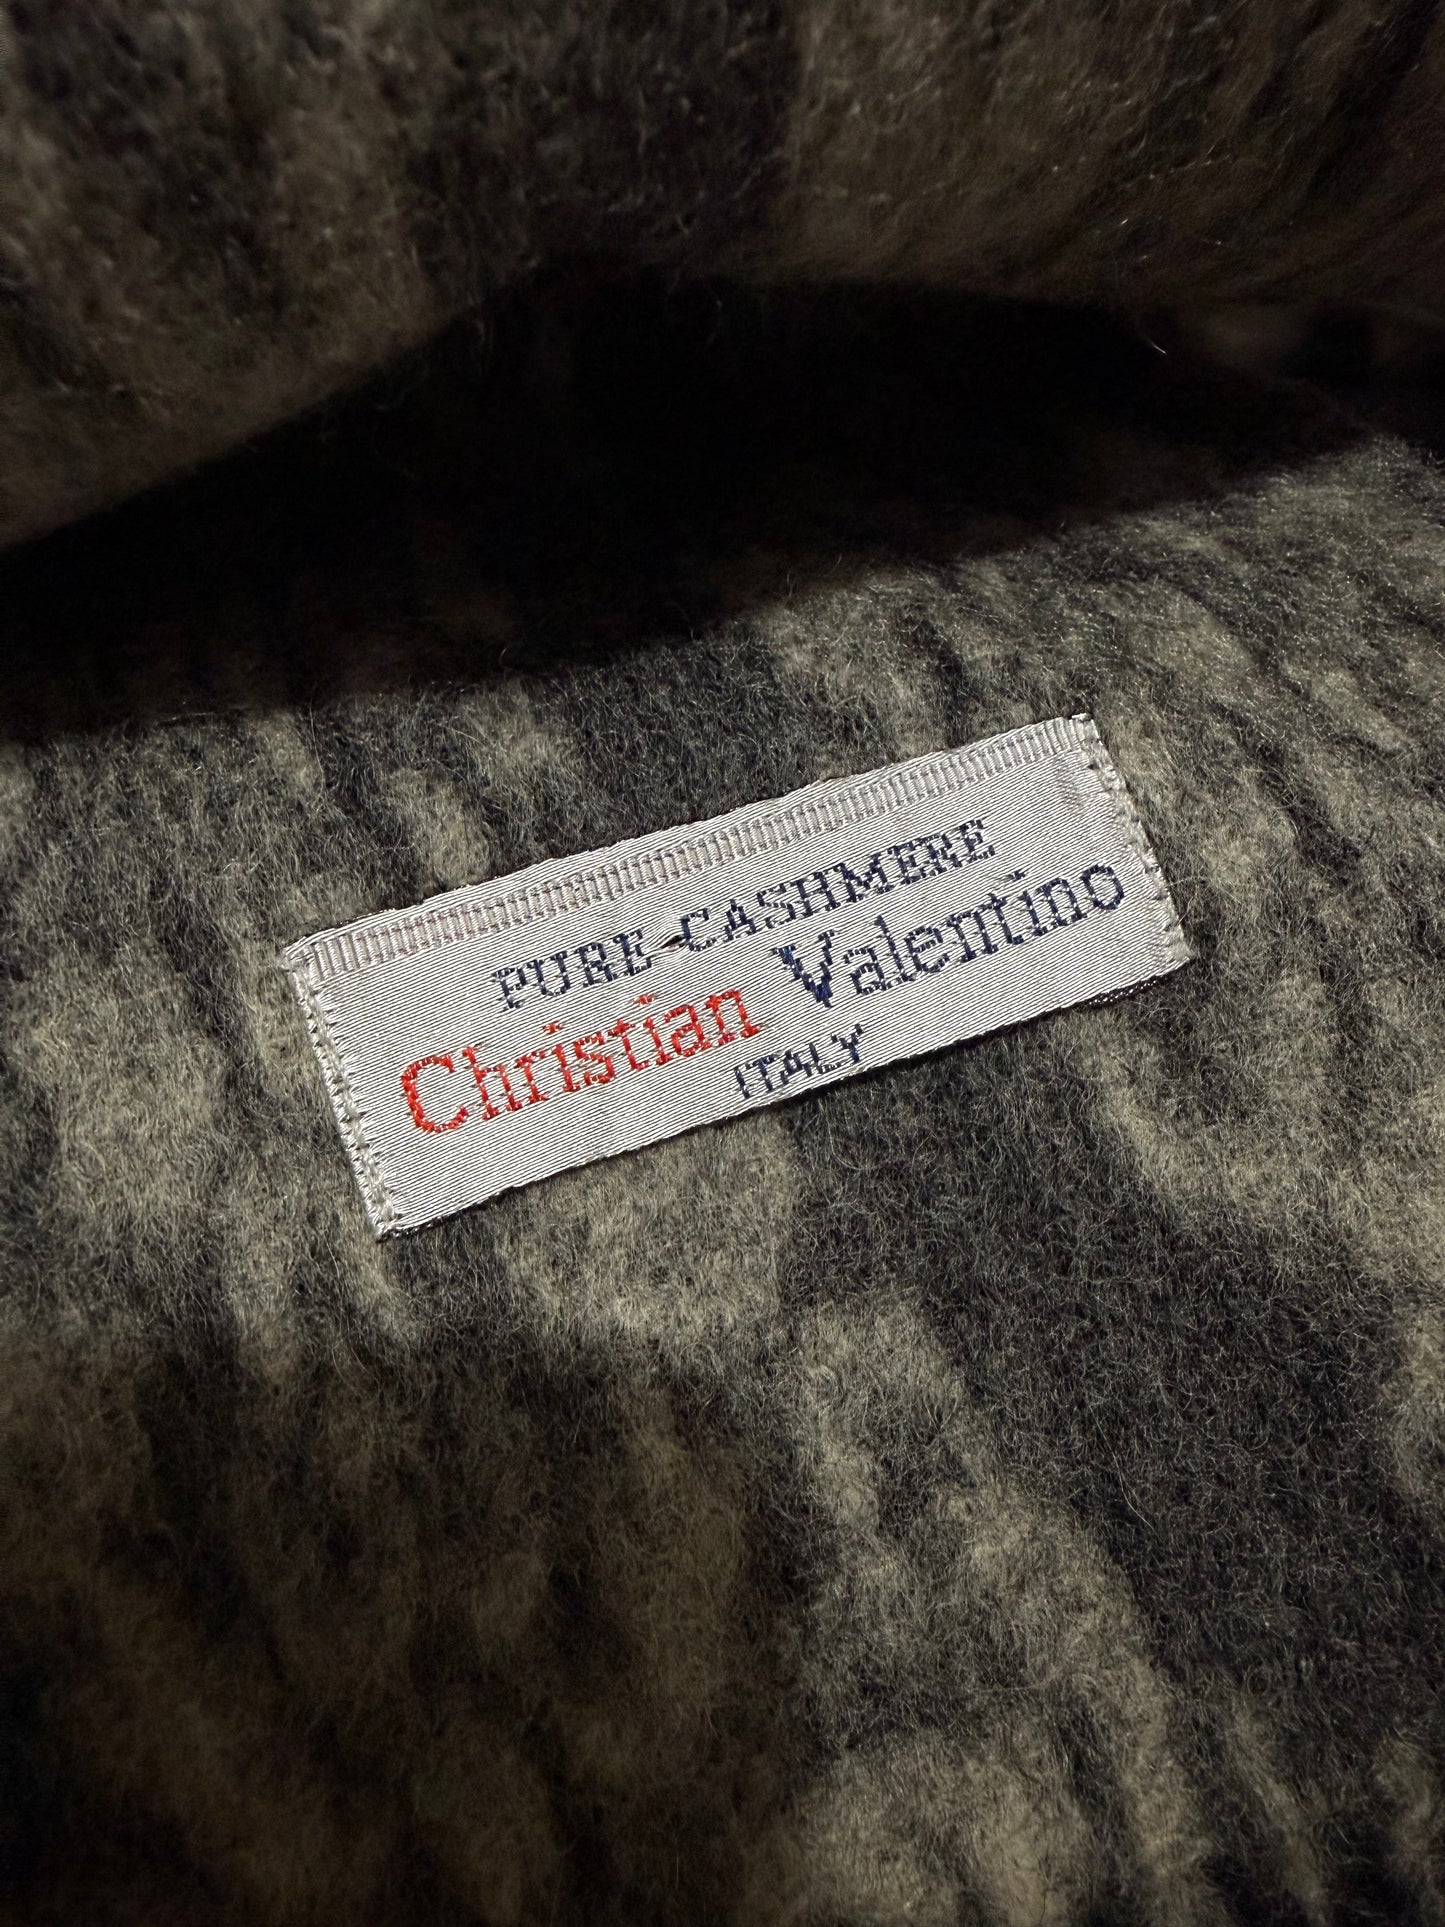 PURE CASHMERE
Christian Valentino
ITALY